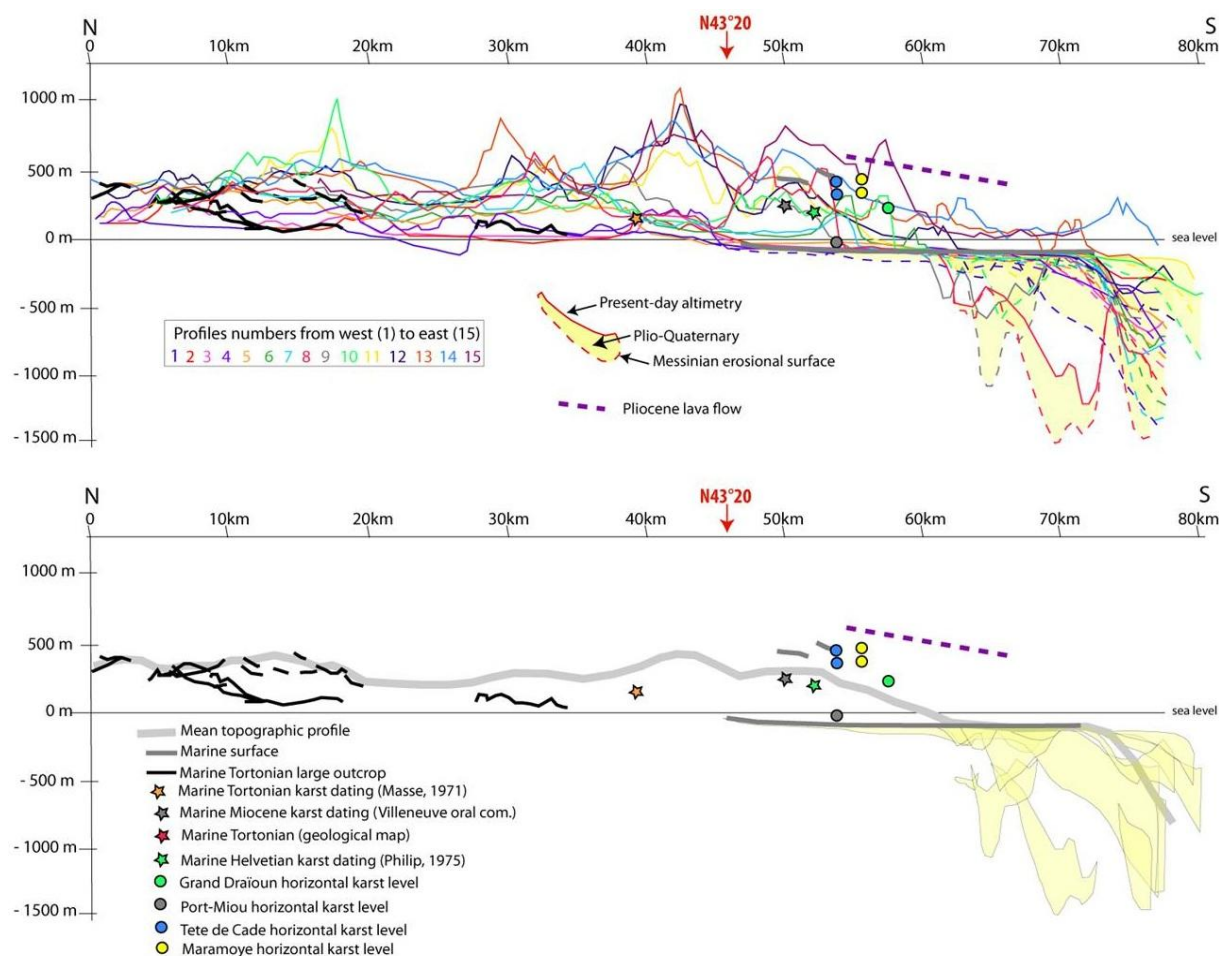 N
N43°20
S
0 10km 20km 30km 40km 50km 60km 70km 80km
1000 m
500 m
0 m
sea level
- 500 m
- 1000 m
- 1500 m
Present-day altimetry
Plio-Quaternary
Messinian erosional surface
Profiles numbers from west (1) to east (15)
1 2 3 4 5 6 7 8 9 10 11 12 13 14 15
Pliocene lava flow
N
N43°20
S
0 10km 20km 30km 40km 50km 60km 70km 80km
1000 m
500 m
0 m
sea level
- 500 m
- 1000 m
- 1500 m
Mean topographic profile
Marine surface
Marine Tortonian large outcrop
Marine Tortonian karst dating (Masse, 1971)
Marine Miocene karst dating (Villeneuve oral com.)
Marine Tortonian (geological map)
Marine Helvetian karst dating (Philip, 1975)
Grand Draïoun horizontal karst level
Port-Miou horizontal karst level
Tete de Cade horizontal karst level
Maramoye horizontal karst level